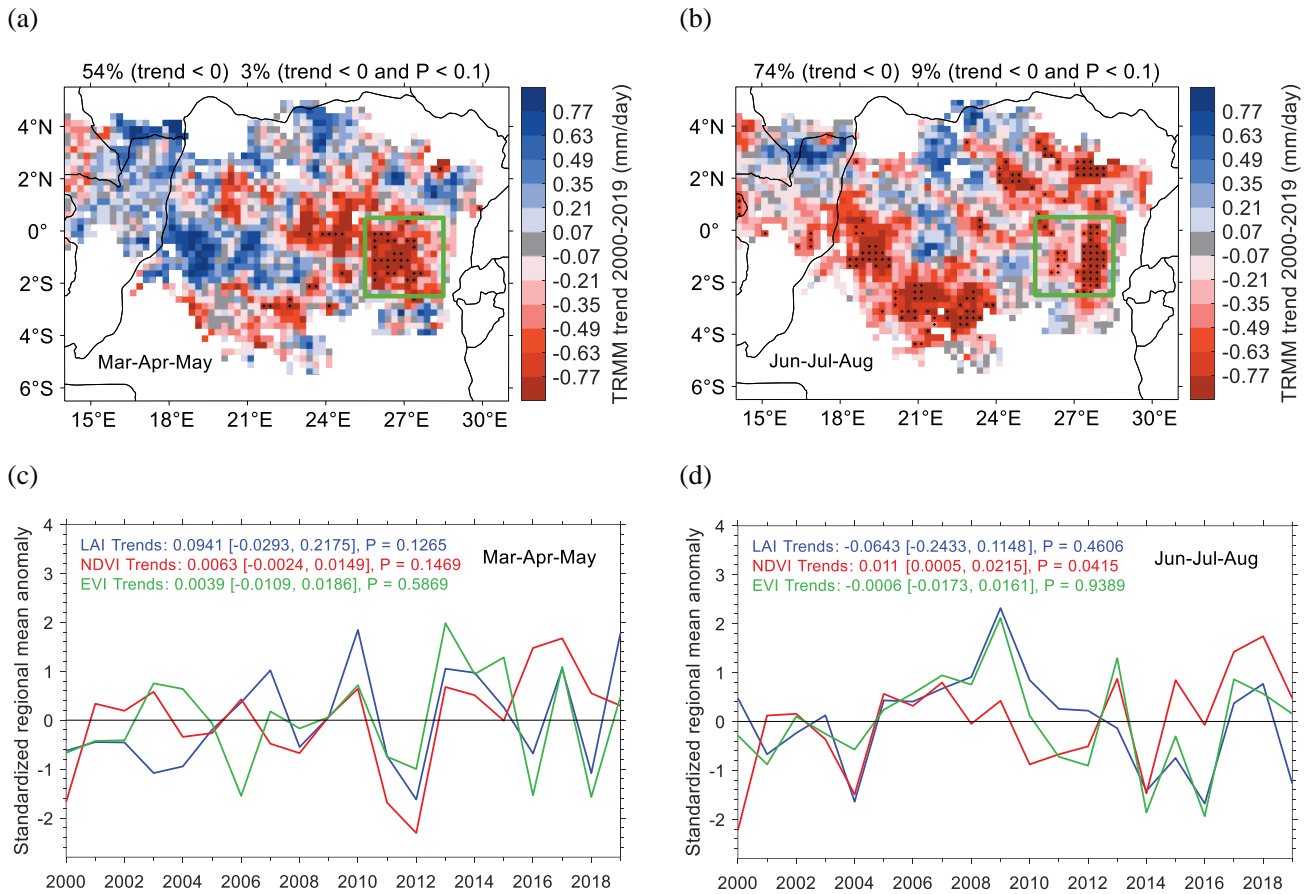 (a)
54% (trend < 0) 3% (trend < 0 and P < 0.1)
4°N
2°N
0°
2°S
4°S
6°S
15°E 18°E 21°E 24°E 27°E 30°E
Mar-Apr-May
0.77
0.63
0.49
0.35
0.21
0.07
-0.07
-0.21
-0.35
-0.49
-0.63
-0.77
TRMM trend 2000-2019 (mm/day)
(b)
74% (trend < 0) 9% (trend < 0 and P < 0.1)
4°N
2°N
0°
2°S
4°S
6°S
15°E 18°E 21°E 24°E 27°E 30°E
Jun-Jul-Aug
0.77
0.63
0.49
0.35
0.21
0.07
-0.07
-0.21
-0.35
-0.49
-0.63
-0.77
TRMM trend 2000-2019 (mm/day)
(c)
Standardized regional mean anomaly
4
3
2
1
0
-1
-2
LAI Trends: 0.0941 [-0.0293, 0.2175], P = 0.1265
NDVI Trends: 0.0063 [-0.0024, 0.0149], P = 0.1469
EVI Trends: 0.0039 [-0.0109, 0.0186], P = 0.5869
Mar-Apr-May
2000 2002 2004 2006 2008 2010 2012 2014 2016 2018
(d)
Standardized regional mean anomaly
4
3
2
1
0
-1
-2
LAI Trends: -0.0643 [-0.2433, 0.1148], P = 0.4606
NDVI Trends: 0.011 [0.0005, 0.0215], P = 0.0415
EVI Trends: -0.0006 [-0.0173, 0.0161], P = 0.9389
Jun-Jul-Aug
2000 2002 2004 2006 2008 2010 2012 2014 2016 2018